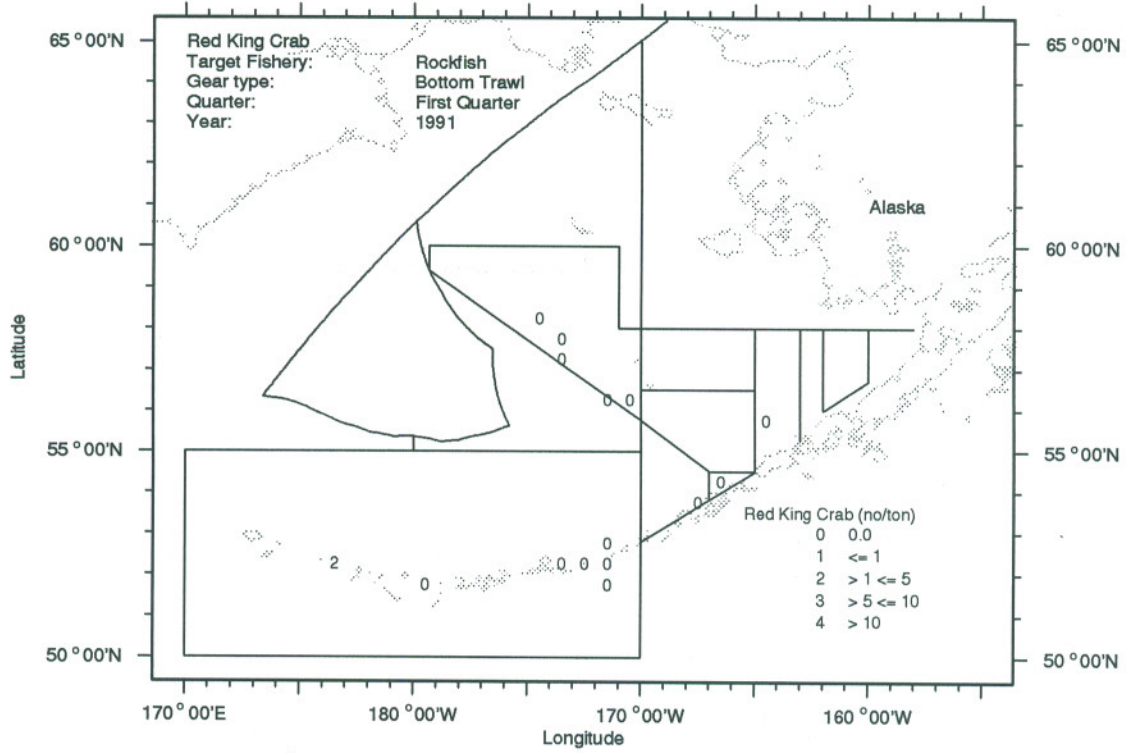 65 °00'N
65 °00'N
Red King Crab
Target Fishery: Rockfish
Gear type: Bottom Trawl
Quarter: First Quarter
Year: 1991
Alaska
60 °00'N
60 °00'N
0
0
0
0 0
0
55 °00'N
55 °00'N
0
0
Red King Crab (no/ton)
0 0.0
1 <= 1
2 > 1 <= 5
3 > 5 <= 10
4 > 10
0
2 0 0 0
0 0
50 °00'N
50 °00'N
170 °00'E
180 °00'W
170 °00'W
160 °00'W
Latitude
Longitude